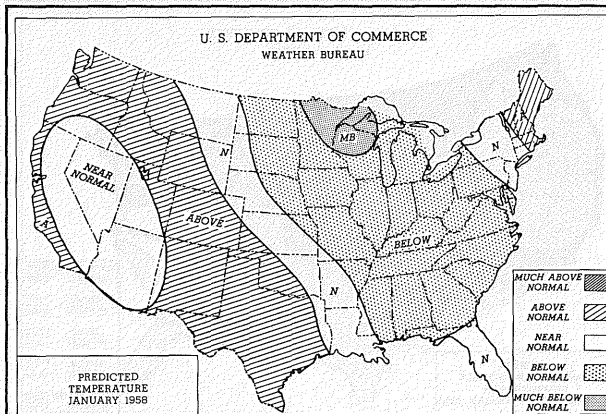 U. S. DEPARTMENT OF COMMERCE
WEATHER BUREAU
MB
N
N
NEAR
NORMAL
ABOVE
A
BELOW
N
N
MUCH ABOVE
NORMAL
ABOVE
NORMAL
NEAR
NORMAL
BELOW
NORMAL
MUCH BELOW
NORMAL
PREDICTED
TEMPERATURE
JANUARY 1958